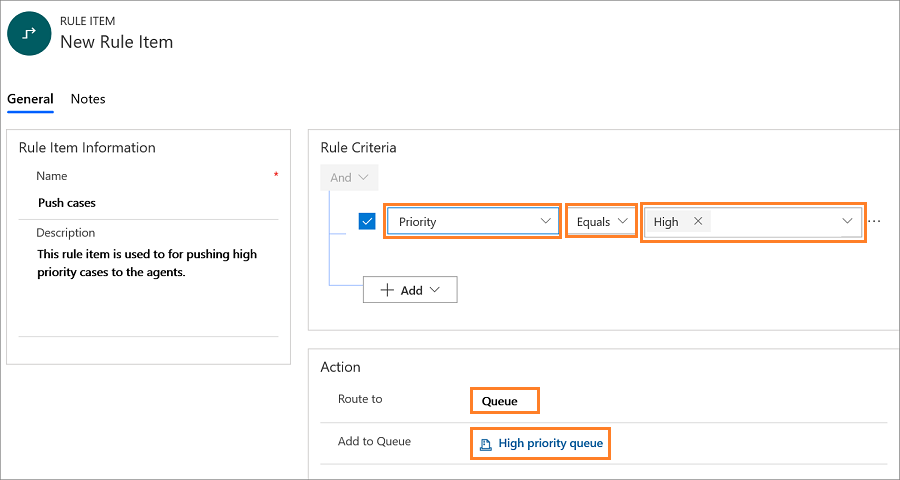 RULE ITEM
New Rule Item
General Notes
Rule Item Information
Name *
Push cases
Description
This rule item is used to for pushing high
priority cases to the agents.
Rule Criteria
And
Priority Equals High
Add
Action
Route to Queue
Add to Queue High priority queue